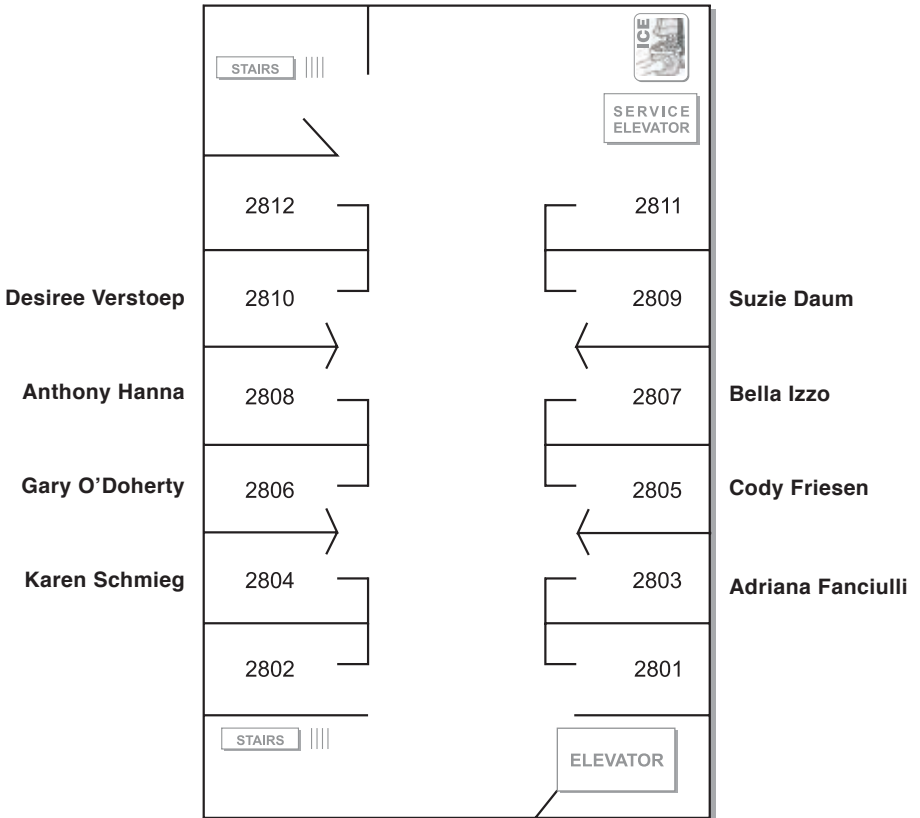 ICE
STAIRS
SERVICE
ELEVATOR
2812
2811
Desiree Verstoep
2810
2809
Suzie Daum
Anthony Hanna
2808
2807
Bella Izzo
Gary O’Doherty
2806
2805
Cody Friesen
Karen Schmieg
2804
2803
Adriana Fanciulli
2802
2801
STAIRS
ELEVATOR